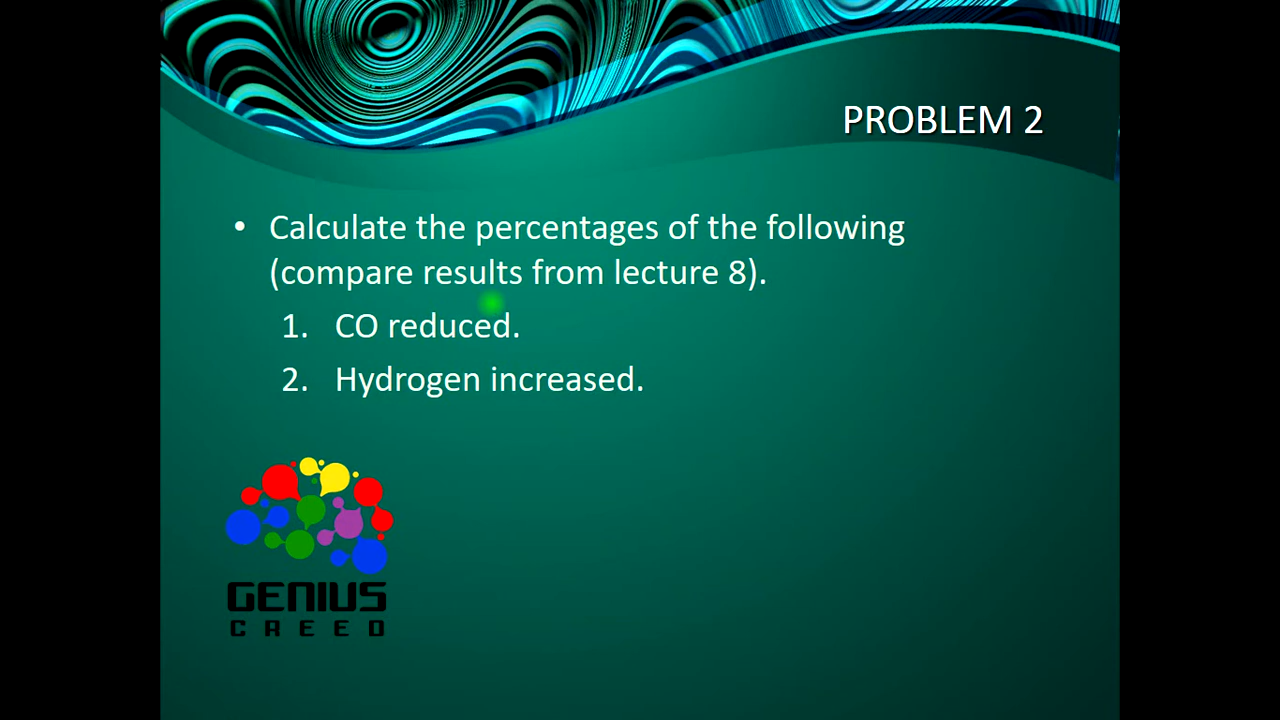 PROBLEM 2
• Calculate the percentages of the following
(compare results from lecture 8).
1. CO reduced.
2. Hydrogen increased.
GENIUS
CREED